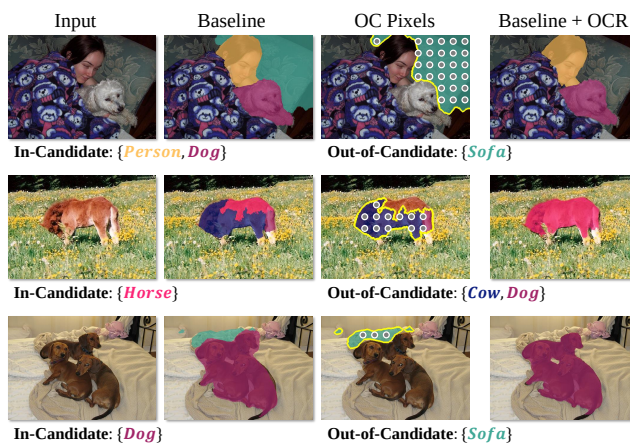 Input Baseline OC Pixels Baseline + OCR
In-Candidate: {Person, Dog} Out-of-Candidate: {Sofa}
In-Candidate: {Horse} Out-of-Candidate: {Cow, Dog}
In-Candidate: {Dog} Out-of-Candidate: {Sofa}